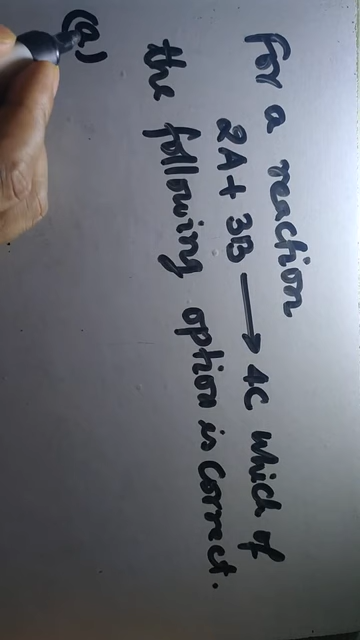 For a reaction
2A + 3B ⟶ 4C which of
the following option is correct.
(a)